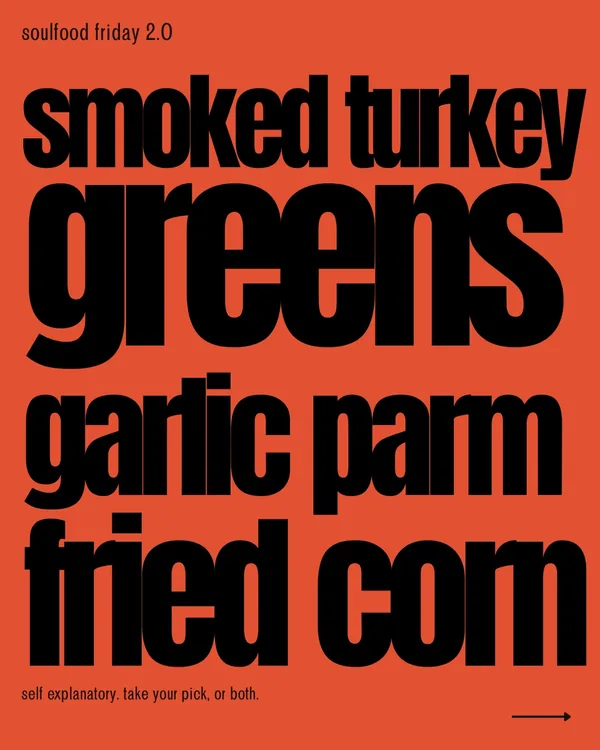 soulfood friday 2.0
smoked turkey
greens
garlic parm
fried corn
self explanatory. take your pick, or both.